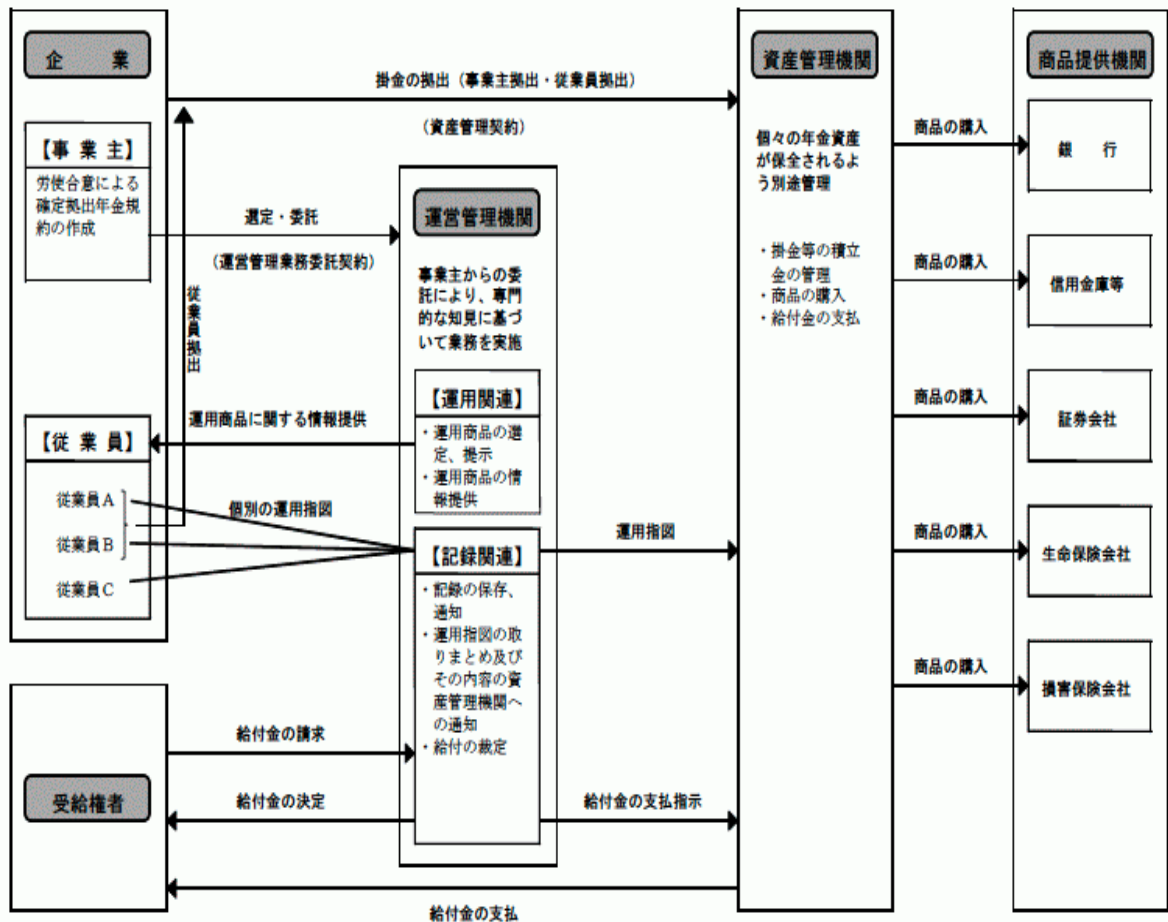 企　　業
掛金の拠出（事業主拠出・従業員拠出）
（資産管理契約）
【事 業 主】
労使合意による
確定拠出年金規
約の作成
選定・委託
（運営管理業務委託契約）
従業員拠出
【従 業 員】
従業員A
従業員B
従業員C
運用商品に関する情報提供
個別の運用指図
運営管理機関
事業主からの委
託により、専門
的な知見に基づ
いて業務を実施
【運用関連】
・運用商品の選
定、提示
・運用商品の情
報提供
【記録関連】
・記録の保存、
通知
・運用指図の取
りまとめ及び
その内容の資
産管理機関へ
の通知
・給付の裁定
運用指図
給付金の請求
受給権者
給付金の決定
給付金の支払指示
給付金の支払
資産管理機関
個々の年金資産
が保全されるよ
う別途管理
・掛金等の積立
金の管理
・商品の購入
・給付金の支払
商品提供機関
商品の購入
銀　　行
商品の購入
信用金庫等
商品の購入
証券会社
商品の購入
生命保険会社
商品の購入
損害保険会社